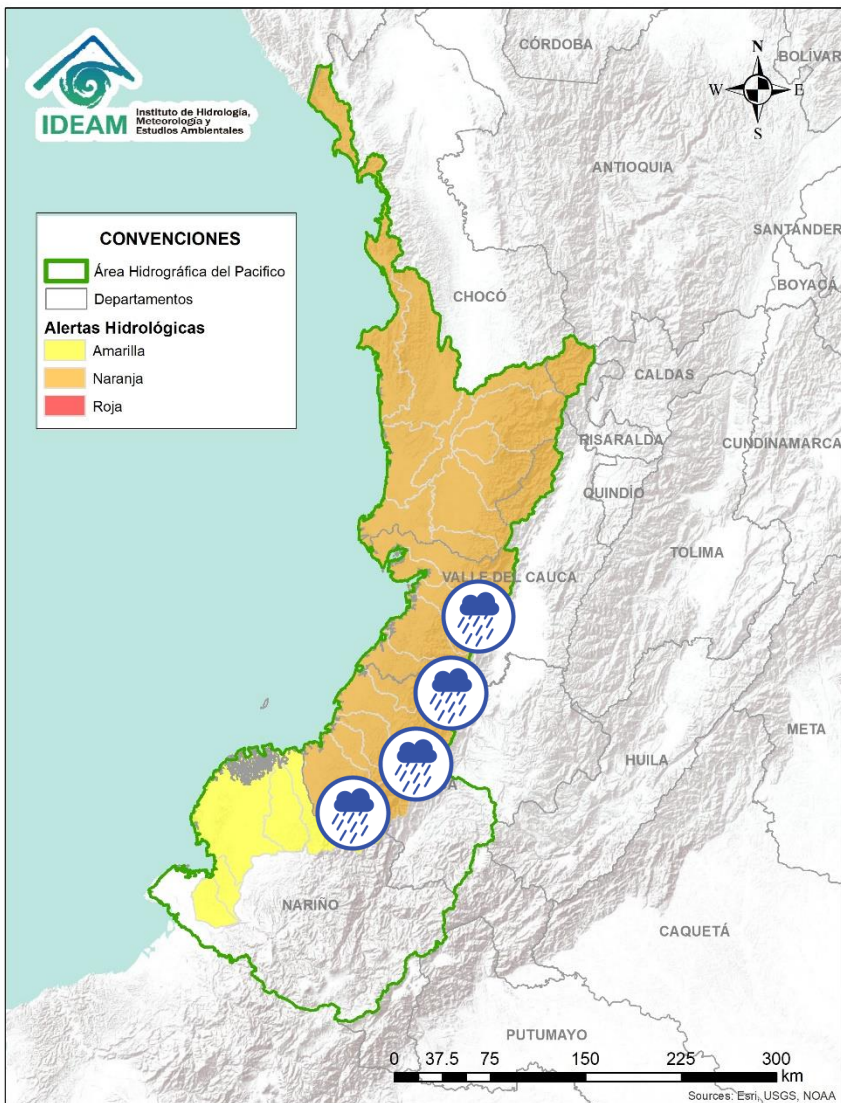 IDEAM
Instituto de Hidrología,
Meteorología y
Estudios Ambientales
CÓRDOBA
BOLÍVAR
N
W
E
S
ANTIOQUIA
SANTANDER
BOYACÁ
CHOCÓ
CONVENCIONES
Área Hidrográfica del Pacifico
Departamentos
Alertas Hidrológicas
Amarilla
Naranja
Roja
CALDAS
RISARALDA
CUNDINAMARCA
QUINDÍO
TOLIMA
VALLE DEL CAUCA
META
HUILA
A
NARIÑO
CAQUETÁ
PUTUMAYO
0 37.5 75 150 225 300
km
Sources: Esri, USGS, NOAA